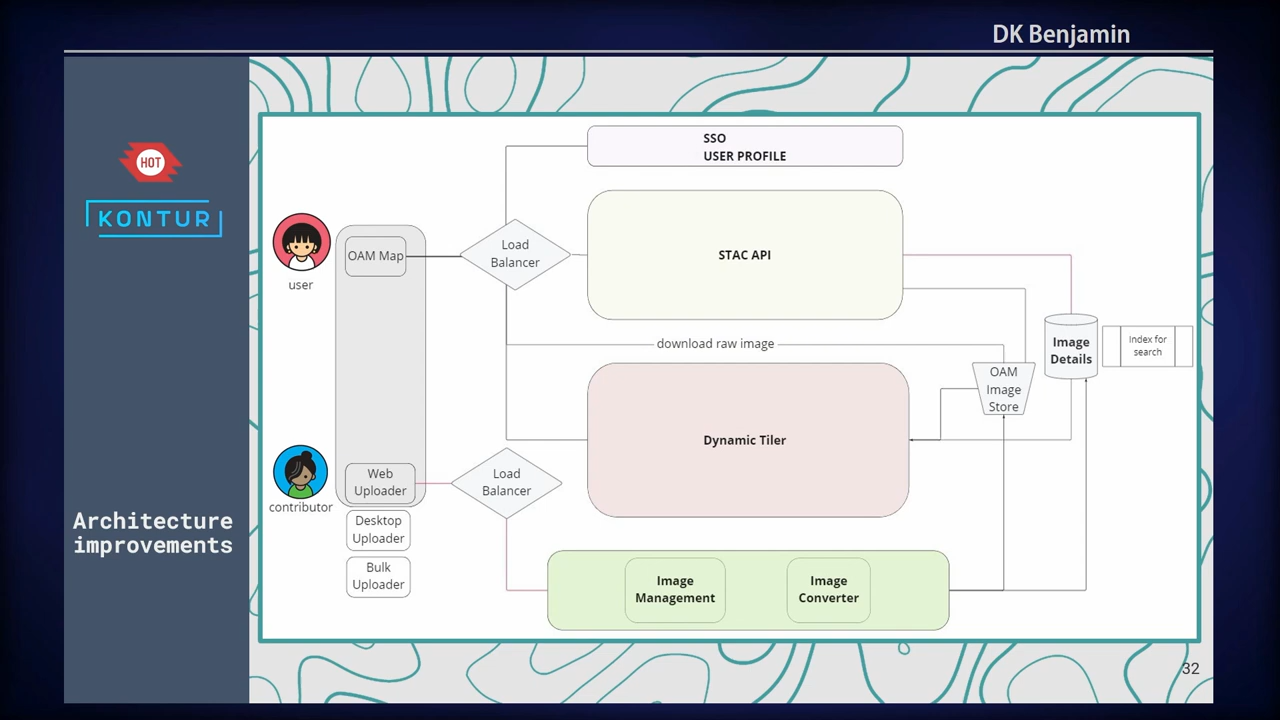 DK Benjamin
HOT
KONTUR
Architecture
improvements
SSO
USER PROFILE
user
OAM Map
Load
Balancer
STAC API
download raw image
Image
Details
Index for
search
OAM
Image
Store
Dynamic Tiler
contributor
Web
Uploader
Load
Balancer
Desktop
Uploader
Bulk
Uploader
Image
Management
Image
Converter
32